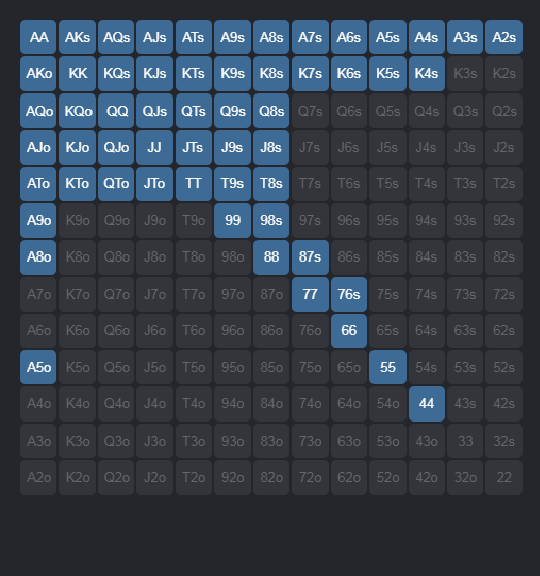 AA AKs AQs AJs ATs A9s A8s A7s A6s A5s A4s A3s A2s
AKo KK KQs KJs KTs K9s K8s K7s K6s K5s K4s K3s K2s
AQo KQo QQ QJs QTs Q9s Q8s Q7s Q6s Q5s Q4s Q3s Q2s
AJo KJo QJo JJ JTs J9s J8s J7s J6s J5s J4s J3s J2s
ATo KTo QTo JTo TT T9s T8s T7s T6s T5s T4s T3s T2s
A9o K9o Q9o J9o T9o 99 98s 97s 96s 95s 94s 93s 92s
A8o K8o Q8o J8o T8o 98o 88 87s 86s 85s 84s 83s 82s
A7o K7o Q7o J7o T7o 97o 87o 77 76s 75s 74s 73s 72s
A6o K6o Q6o J6o T6o 96o 86o 76o 66 65s 64s 63s 62s
A5o K5o Q5o J5o T5o 95o 85o 75o 65o 55 54s 53s 52s
A4o K4o Q4o J4o T4o 94o 84o 74o 64o 54o 44 43s 42s
A3o K3o Q3o J3o T3o 93o 83o 73o 63o 53o 43o 33 32s
A2o K2o Q2o J2o T2o 92o 82o 72o 62o 52o 42o 32o 22